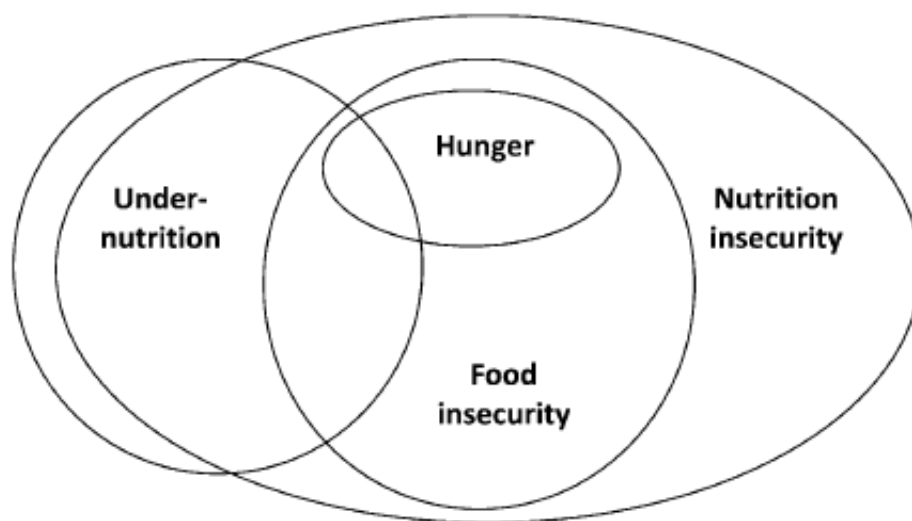 Hunger
Under-
nutrition
Nutrition
insecurity
Food
insecurity